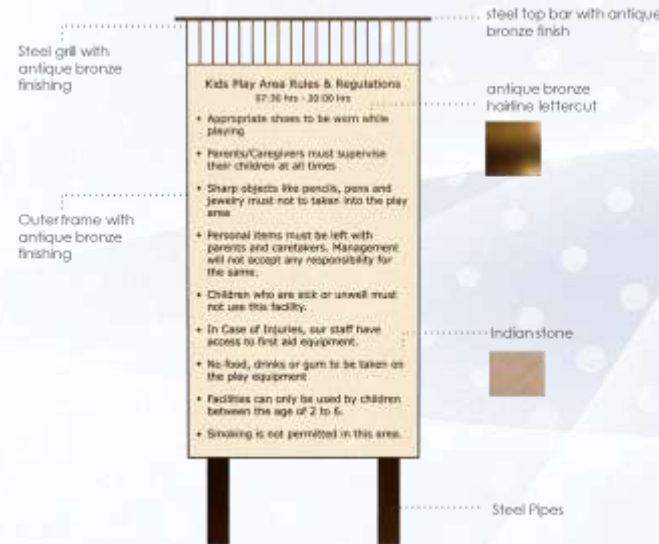 steel top bar with antique
bronze finish
Steel grill with
antique bronze
finishing
Kids Play Area Rules & Regulations
07:30 hrs - 20:00 hrs
antique bronze
hairline lettercut
• Appropriate shoes to be worn while
playing
• Parents/Caregivers must supervise
their children at all times
• Sharp objects like pencils, pens and
jewelry must not to taken into the play
area
Outer frame with
antique bronze
finishing
• Personal items must be left with
parents and caretakers. Management
will not accept any responsibility for
the same.
• Children who are sick or unwell must
not use this facility.
• In Case of Injuries, our staff have
access to first aid equipment.
Indian stone
• No food, drinks or gum to be taken on
the play equipment
• Facilities can only be used by children
between the age of 2 to 6.
• Smoking is not permitted in this area.
Steel Pipes